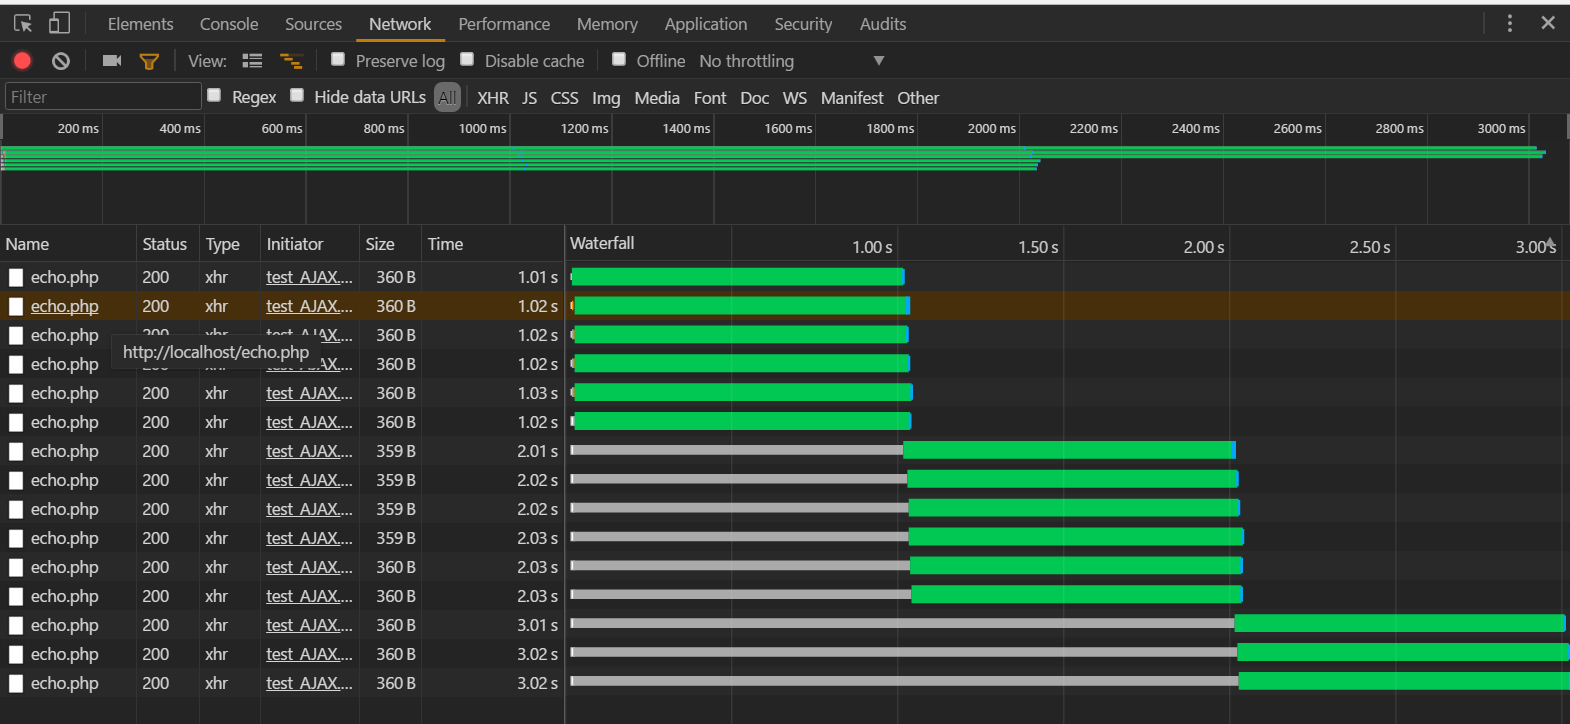 Elements Console Sources Network Performance Memory Application Security Audits
View: Preserve log Disable cache Offline No throttling
Filter Regex Hide data URLs All XHR JS CSS Img Media Font Doc WS Manifest Other
200 ms 400 ms 600 ms 800 ms 1000 ms 1200 ms 1400 ms 1600 ms 1800 ms 2000 ms 2200 ms 2400 ms 2600 ms 2800 ms 3000 ms
Name Status Type Initiator Size Time Waterfall 1.00 s 1.50 s 2.00 s 2.50 s 3.00 s
echo.php 200 xhr test_AJAX.... 360 B 1.01 s
echo.php 200 xhr test_AJAX.... 360 B 1.02 s
echo.php 200 xhr test_AJAX.... 360 B 1.02 s
http://localhost/echo.php
echo.php 200 xhr test_AJAX.... 360 B 1.02 s
echo.php 200 xhr test_AJAX.... 360 B 1.03 s
echo.php 200 xhr test_AJAX.... 360 B 1.02 s
echo.php 200 xhr test_AJAX.... 359 B 2.01 s
echo.php 200 xhr test_AJAX.... 359 B 2.02 s
echo.php 200 xhr test_AJAX.... 359 B 2.02 s
echo.php 200 xhr test_AJAX.... 359 B 2.03 s
echo.php 200 xhr test_AJAX.... 360 B 2.03 s
echo.php 200 xhr test_AJAX.... 360 B 2.03 s
echo.php 200 xhr test_AJAX.... 360 B 3.01 s
echo.php 200 xhr test_AJAX.... 360 B 3.02 s
echo.php 200 xhr test_AJAX.... 360 B 3.02 s